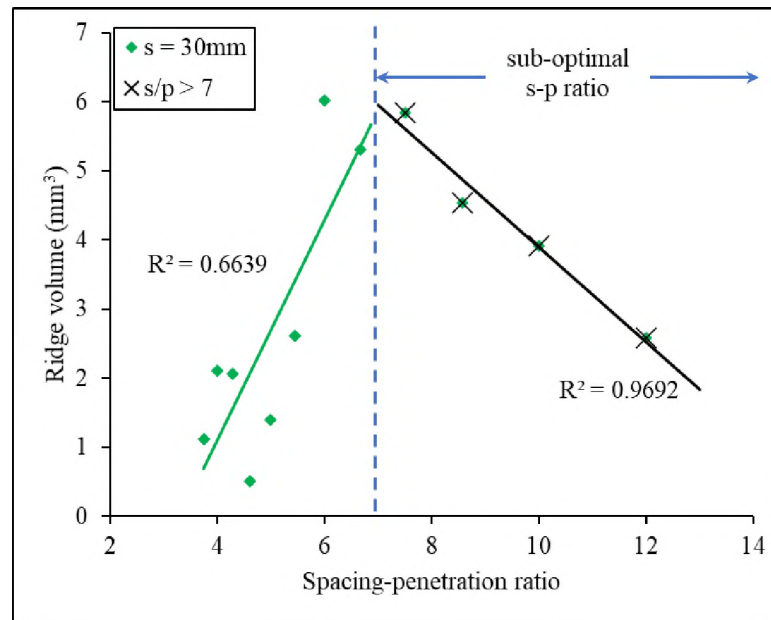 7
6
5
4
3
2
1
0
Ridge volume (mm³)
s = 30mm
s/p > 7
sub-optimal
s-p ratio
R² = 0.6639
R² = 0.9692
2 4 6 8 10 12 14
Spacing-penetration ratio